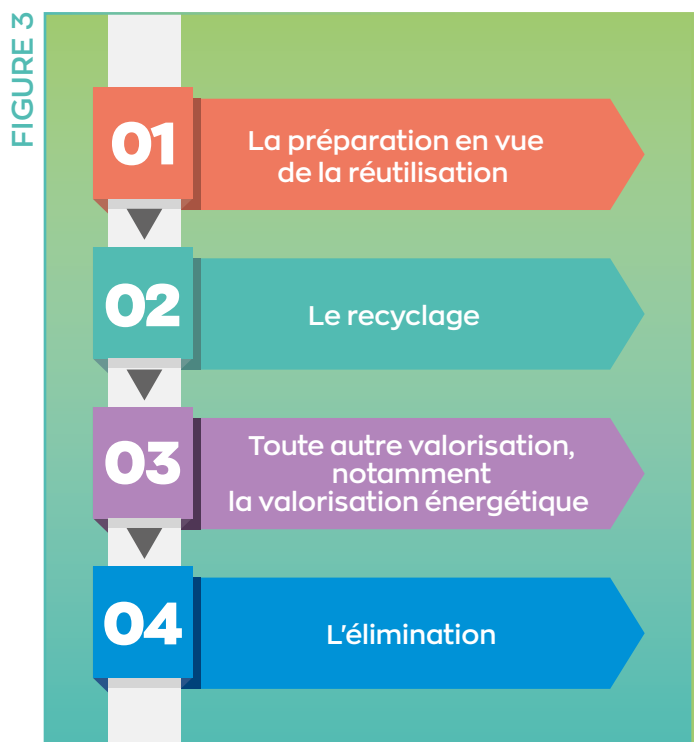 FIGURE 3
01
La préparation en vue
de la réutilisation
02
Le recyclage
03
Toute autre valorisation,
notamment
la valorisation énergétique
04
L'élimination